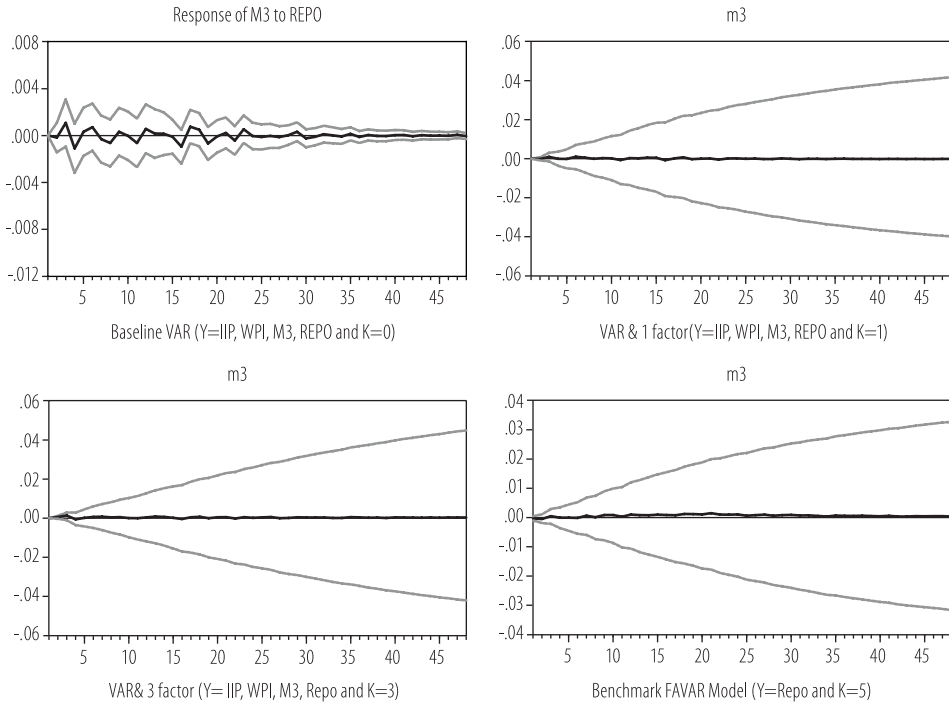 Response of M3 to REPO
.008
.004
.000
-.004
-.008
-.012
5 10 15 20 25 30 35 40 45
Baseline VAR (Y=IIP, WPI, M3, REPO and K=0)
m3
.06
.04
.02
.00
-.02
-.04
-.06
5 10 15 20 25 30 35 40 45
VAR & 1 factor(Y=IIP, WPI, M3, REPO and K=1)
m3
.06
.04
.02
.00
-.02
-.04
-.06
5 10 15 20 25 30 35 40 45
VAR& 3 factor (Y= IIP, WPI, M3, Repo and K=3)
m3
.04
.03
.02
.01
.00
-.01
-.02
-.03
-.04
5 10 15 20 25 30 35 40 45
Benchmark FAVAR Model (Y=Repo and K=5)